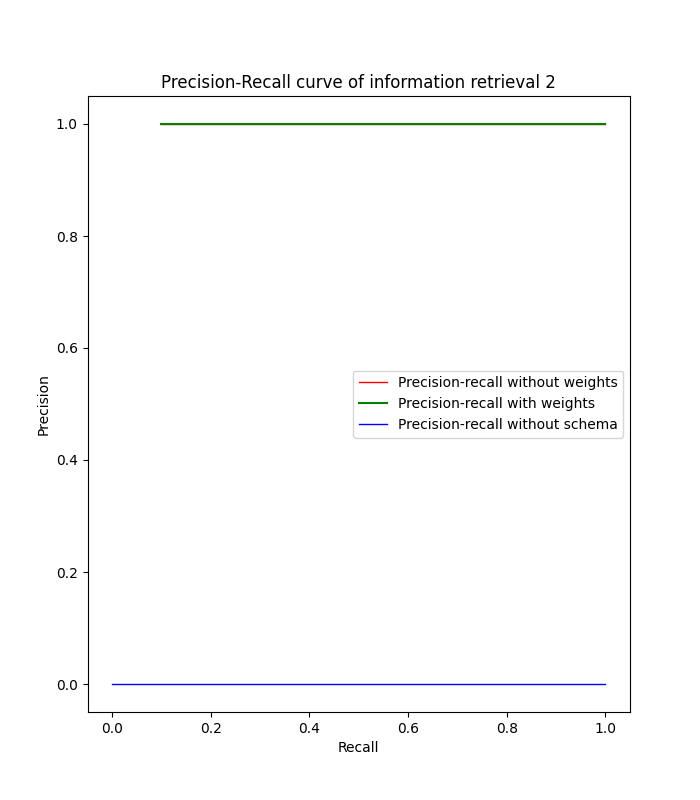 Precision-Recall curve of information retrieval 2
1.0
0.8
0.6
0.4
0.2
0.0
Precision
Precision-recall without weights
Precision-recall with weights
Precision-recall without schema
0.0 0.2 0.4 0.6 0.8 1.0
Recall